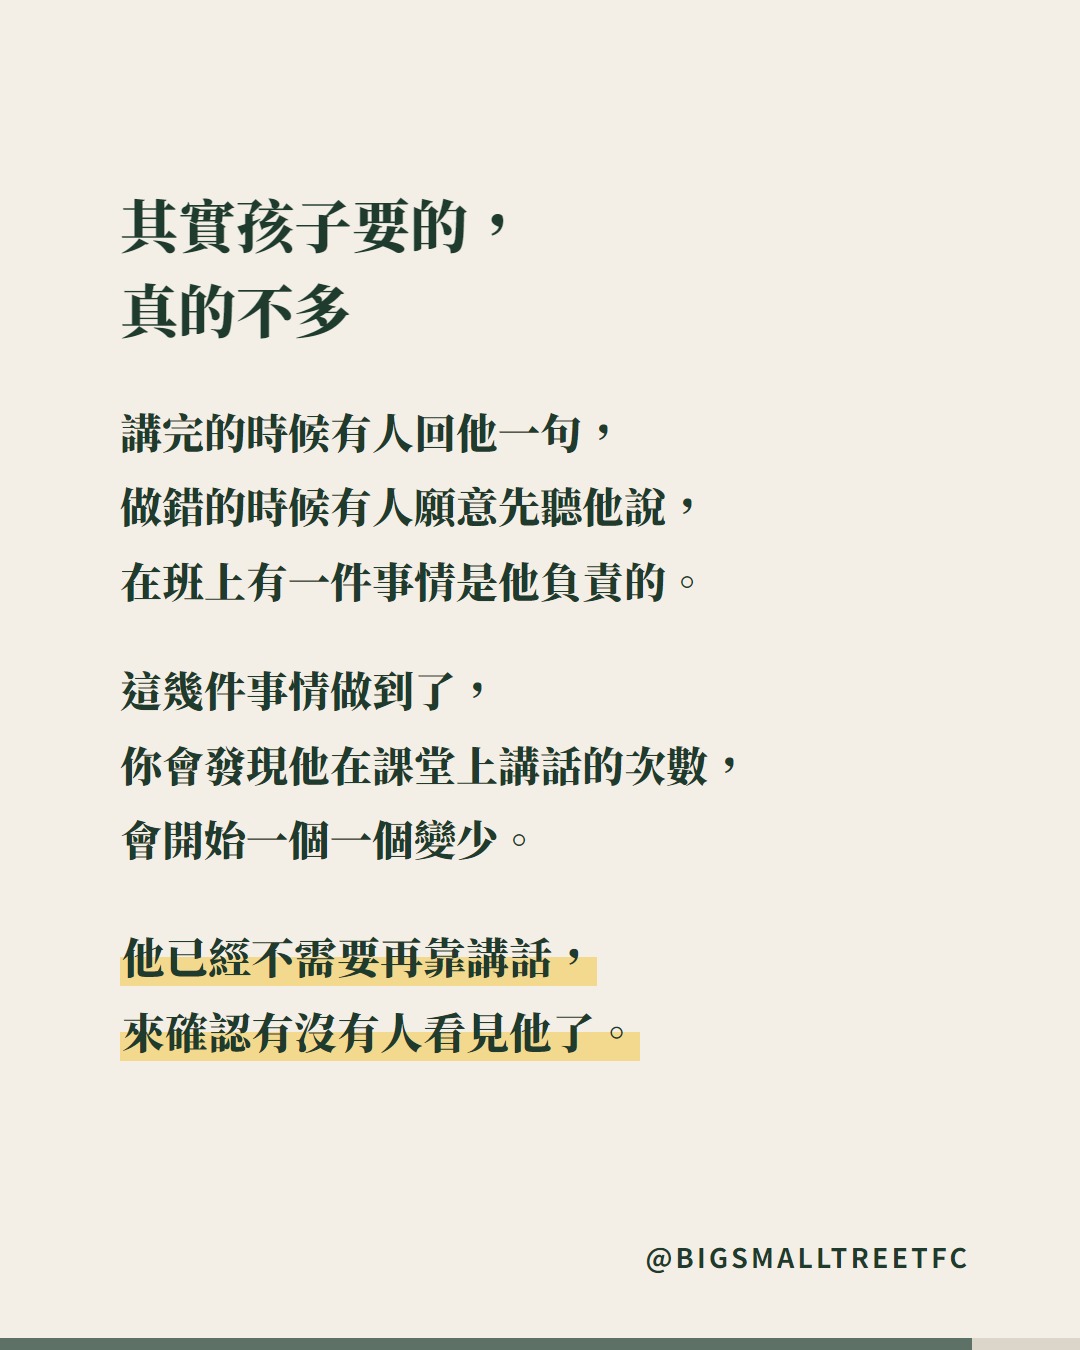 其實孩子要的，
真的不多
講完的時候有人回他一句，
做錯的時候有人願意先聽他說，
在班上有一件事情是他負責的。
這幾件事情做到了，
你會發現他在課堂上講話的次數，
會開始一個一個變少。
他已經不需要再靠講話，
來確認有沒有人看見他了。
@BIGSMALLTREETFC